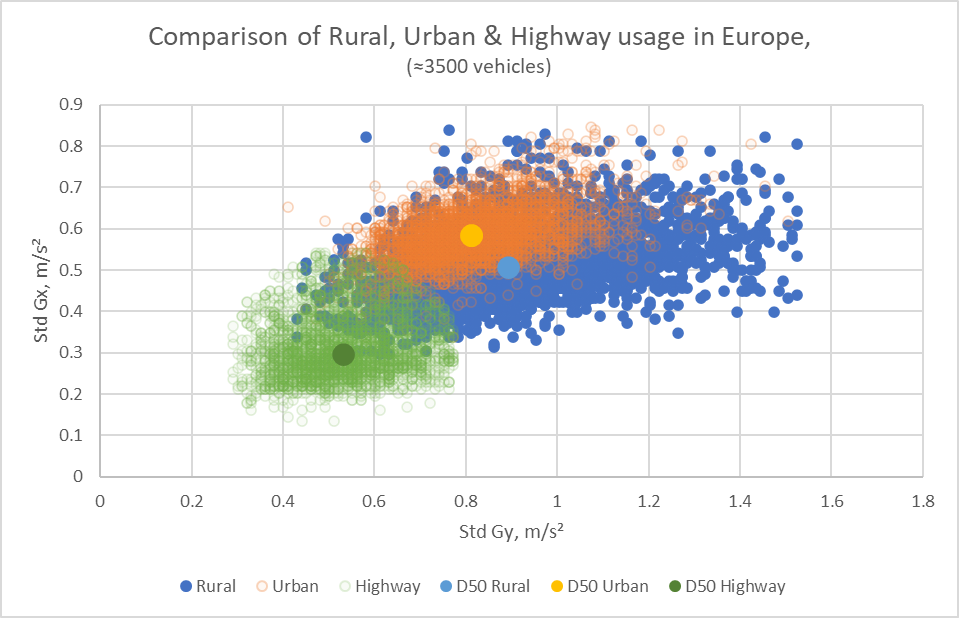 Comparison of Rural, Urban & Highway usage in Europe,
(≈3500 vehicles)
0.9
0.8
0.7
0.6
0.5
0.4
0.3
0.2
0.1
0
Std Gx, m/s²
0 0.2 0.4 0.6 0.8 1 1.2 1.4 1.6 1.8
Std Gy, m/s²
Rural Urban Highway D50 Rural D50 Urban D50 Highway